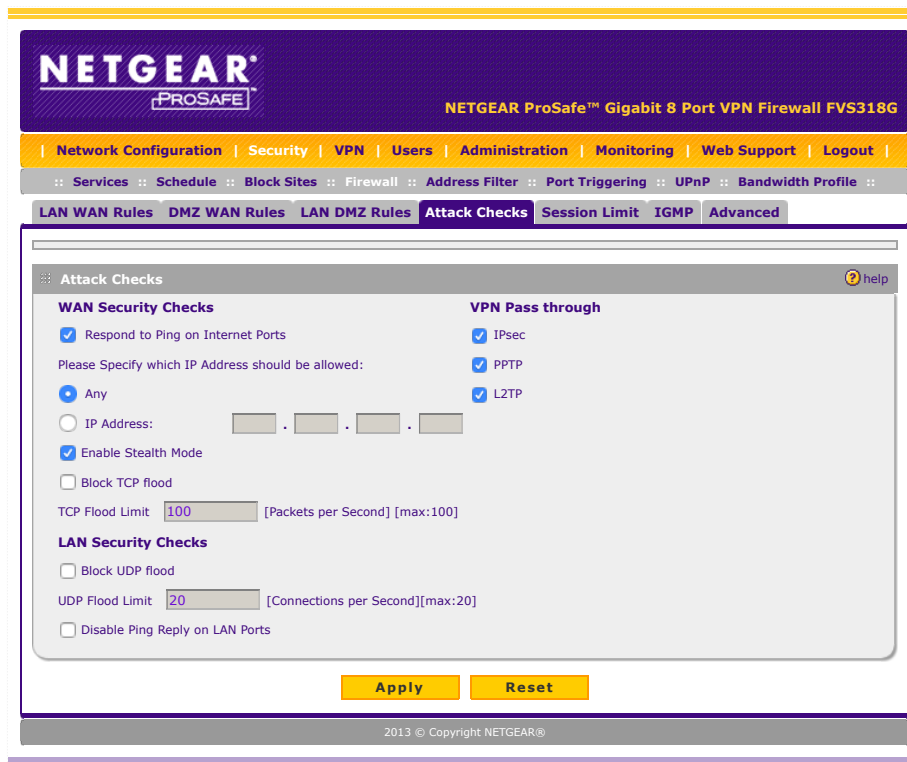 NETGEAR®
PROSAFE
NETGEAR ProSafe™ Gigabit 8 Port VPN Firewall FVS318G
| Network Configuration | Security | VPN | Users | Administration | Monitoring | Web Support | Logout |
:: Services :: Schedule :: Block Sites :: Firewall :: Address Filter :: Port Triggering :: UPnP :: Bandwidth Profile ::
LAN WAN Rules DMZ WAN Rules LAN DMZ Rules Attack Checks Session Limit IGMP Advanced
Attack Checks ? help
WAN Security Checks VPN Pass through
Respond to Ping on Internet Ports IPsec
Please Specify which IP Address should be allowed: PPTP
Any L2TP
IP Address: . . .
Enable Stealth Mode
Block TCP flood
TCP Flood Limit 100 [Packets per Second] [max:100]
LAN Security Checks
Block UDP flood
UDP Flood Limit 20 [Connections per Second][max:20]
Disable Ping Reply on LAN Ports
Apply Reset
2013 © Copyright NETGEAR®